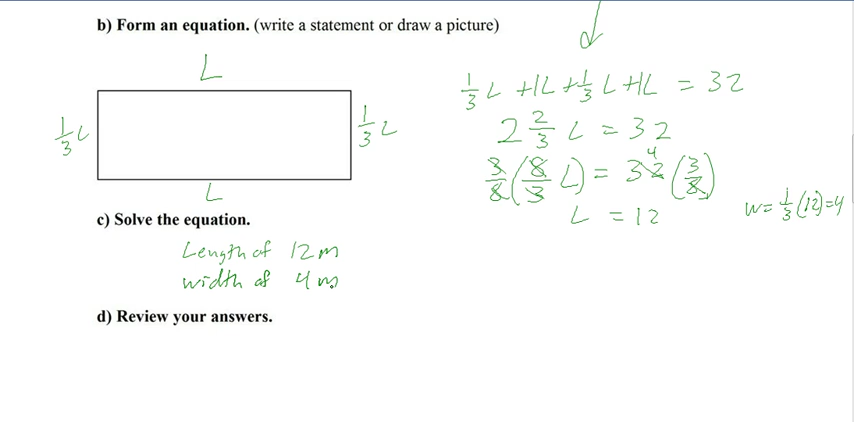 b) Form an equation. (write a statement or draw a picture)
L
1/3 L
1/3 L
L
1/3 L + 1L + 1/3 L + 1L = 32
2 2/3 L = 32
3/8 (8/3 L) = 32 4 (3/8)
L = 12
w = 1/3 (12) = 4
c) Solve the equation.
Length of 12 m
width of 4 m
d) Review your answers.